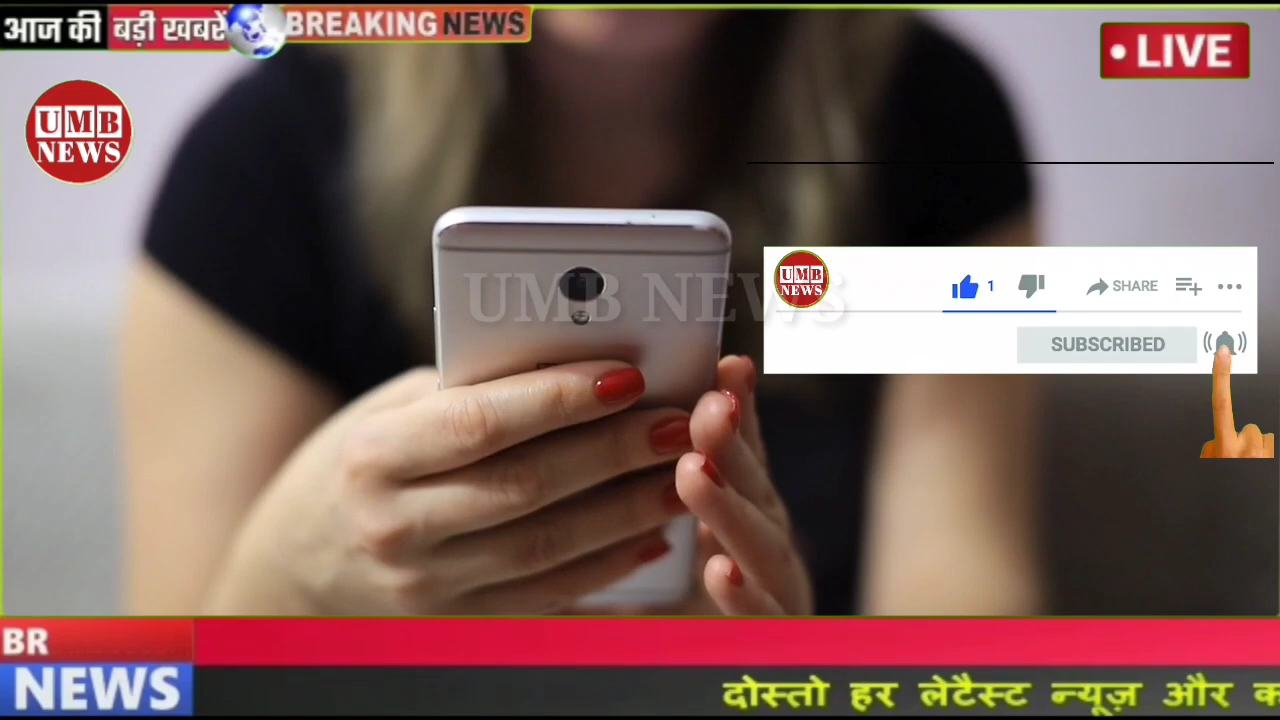 आज की बड़ी खबरें BREAKING NEWS
LIVE
UMB
NEWS
UMB NEWS
UMB
NEWS
1
SHARE
SUBSCRIBED
BR
NEWS
दोस्तो हर लेटैस्ट न्यूज़ और